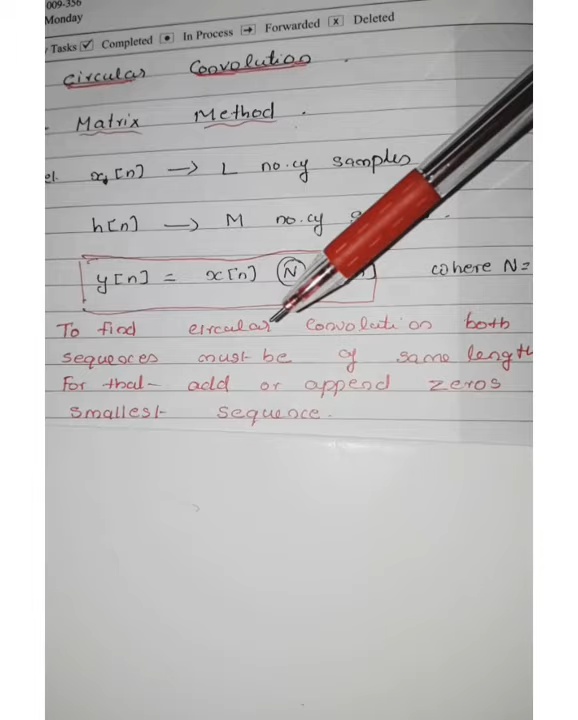 009-356
Monday
Tasks ✓ Completed • In Process → Forwarded x Deleted
Circular Convolution .
Matrix Method .
x[n] → L no. of samples
h[n] → M no. of
y[n] = x[n] Ⓝ where N=
To find circular Convolution both
sequences must be of same length
For that add or append zeros
smallest sequence.